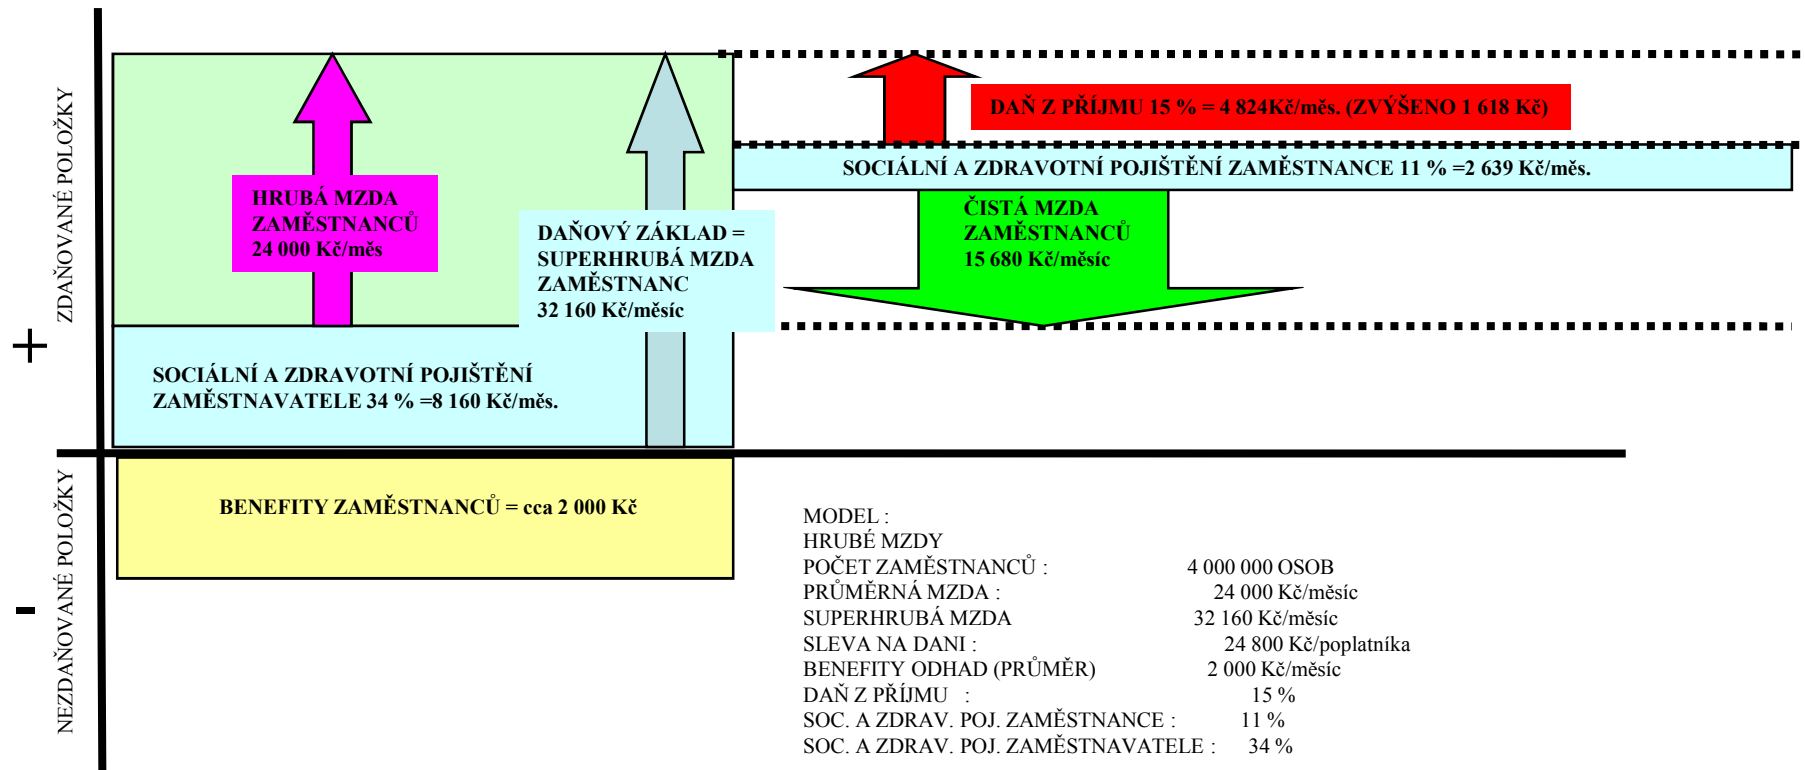 ZDAŇOVANÉ POLOŽKY
+
-
NEZDAŇOVANÉ POLOŽKY
HRUBÁ MZDA
ZAMĚSTNANCŮ
24 000 Kč/měs
DAŇOVÝ ZÁKLAD =
SUPERHRUBÁ MZDA
ZAMĚSTNANC
32 160 Kč/měsíc
SOCIÁLNÍ A ZDRAVOTNÍ POJIŠTĚNÍ
ZAMĚSTNAVATELE 34 % =8 160 Kč/měs.
BENEFITY ZAMĚSTNANCŮ = cca 2 000 Kč
DAŇ Z PŘÍJMU 15 % = 4 824Kč/měs. (ZVÝŠENO 1 618 Kč)
SOCIÁLNÍ A ZDRAVOTNÍ POJIŠTĚNÍ ZAMĚSTNANCE 11 % =2 639 Kč/měs.
ČISTÁ MZDA
ZAMĚSTNANCŮ
15 680 Kč/měsíc
MODEL :
HRUBÉ MZDY
POČET ZAMĚSTNANCŮ : 4 000 000 OSOB
PRŮMĚRNÁ MZDA : 24 000 Kč/měsíc
SUPERHRUBÁ MZDA 32 160 Kč/měsíc
SLEVA NA DANI : 24 800 Kč/poplatníka
BENEFITY ODHAD (PRŮMĚR) 2 000 Kč/měsíc
DAŇ Z PŘÍJMU : 15 %
SOC. A ZDRAV. POJ. ZAMĚSTNANCE : 11 %
SOC. A ZDRAV. POJ. ZAMĚSTNAVATELE : 34 %